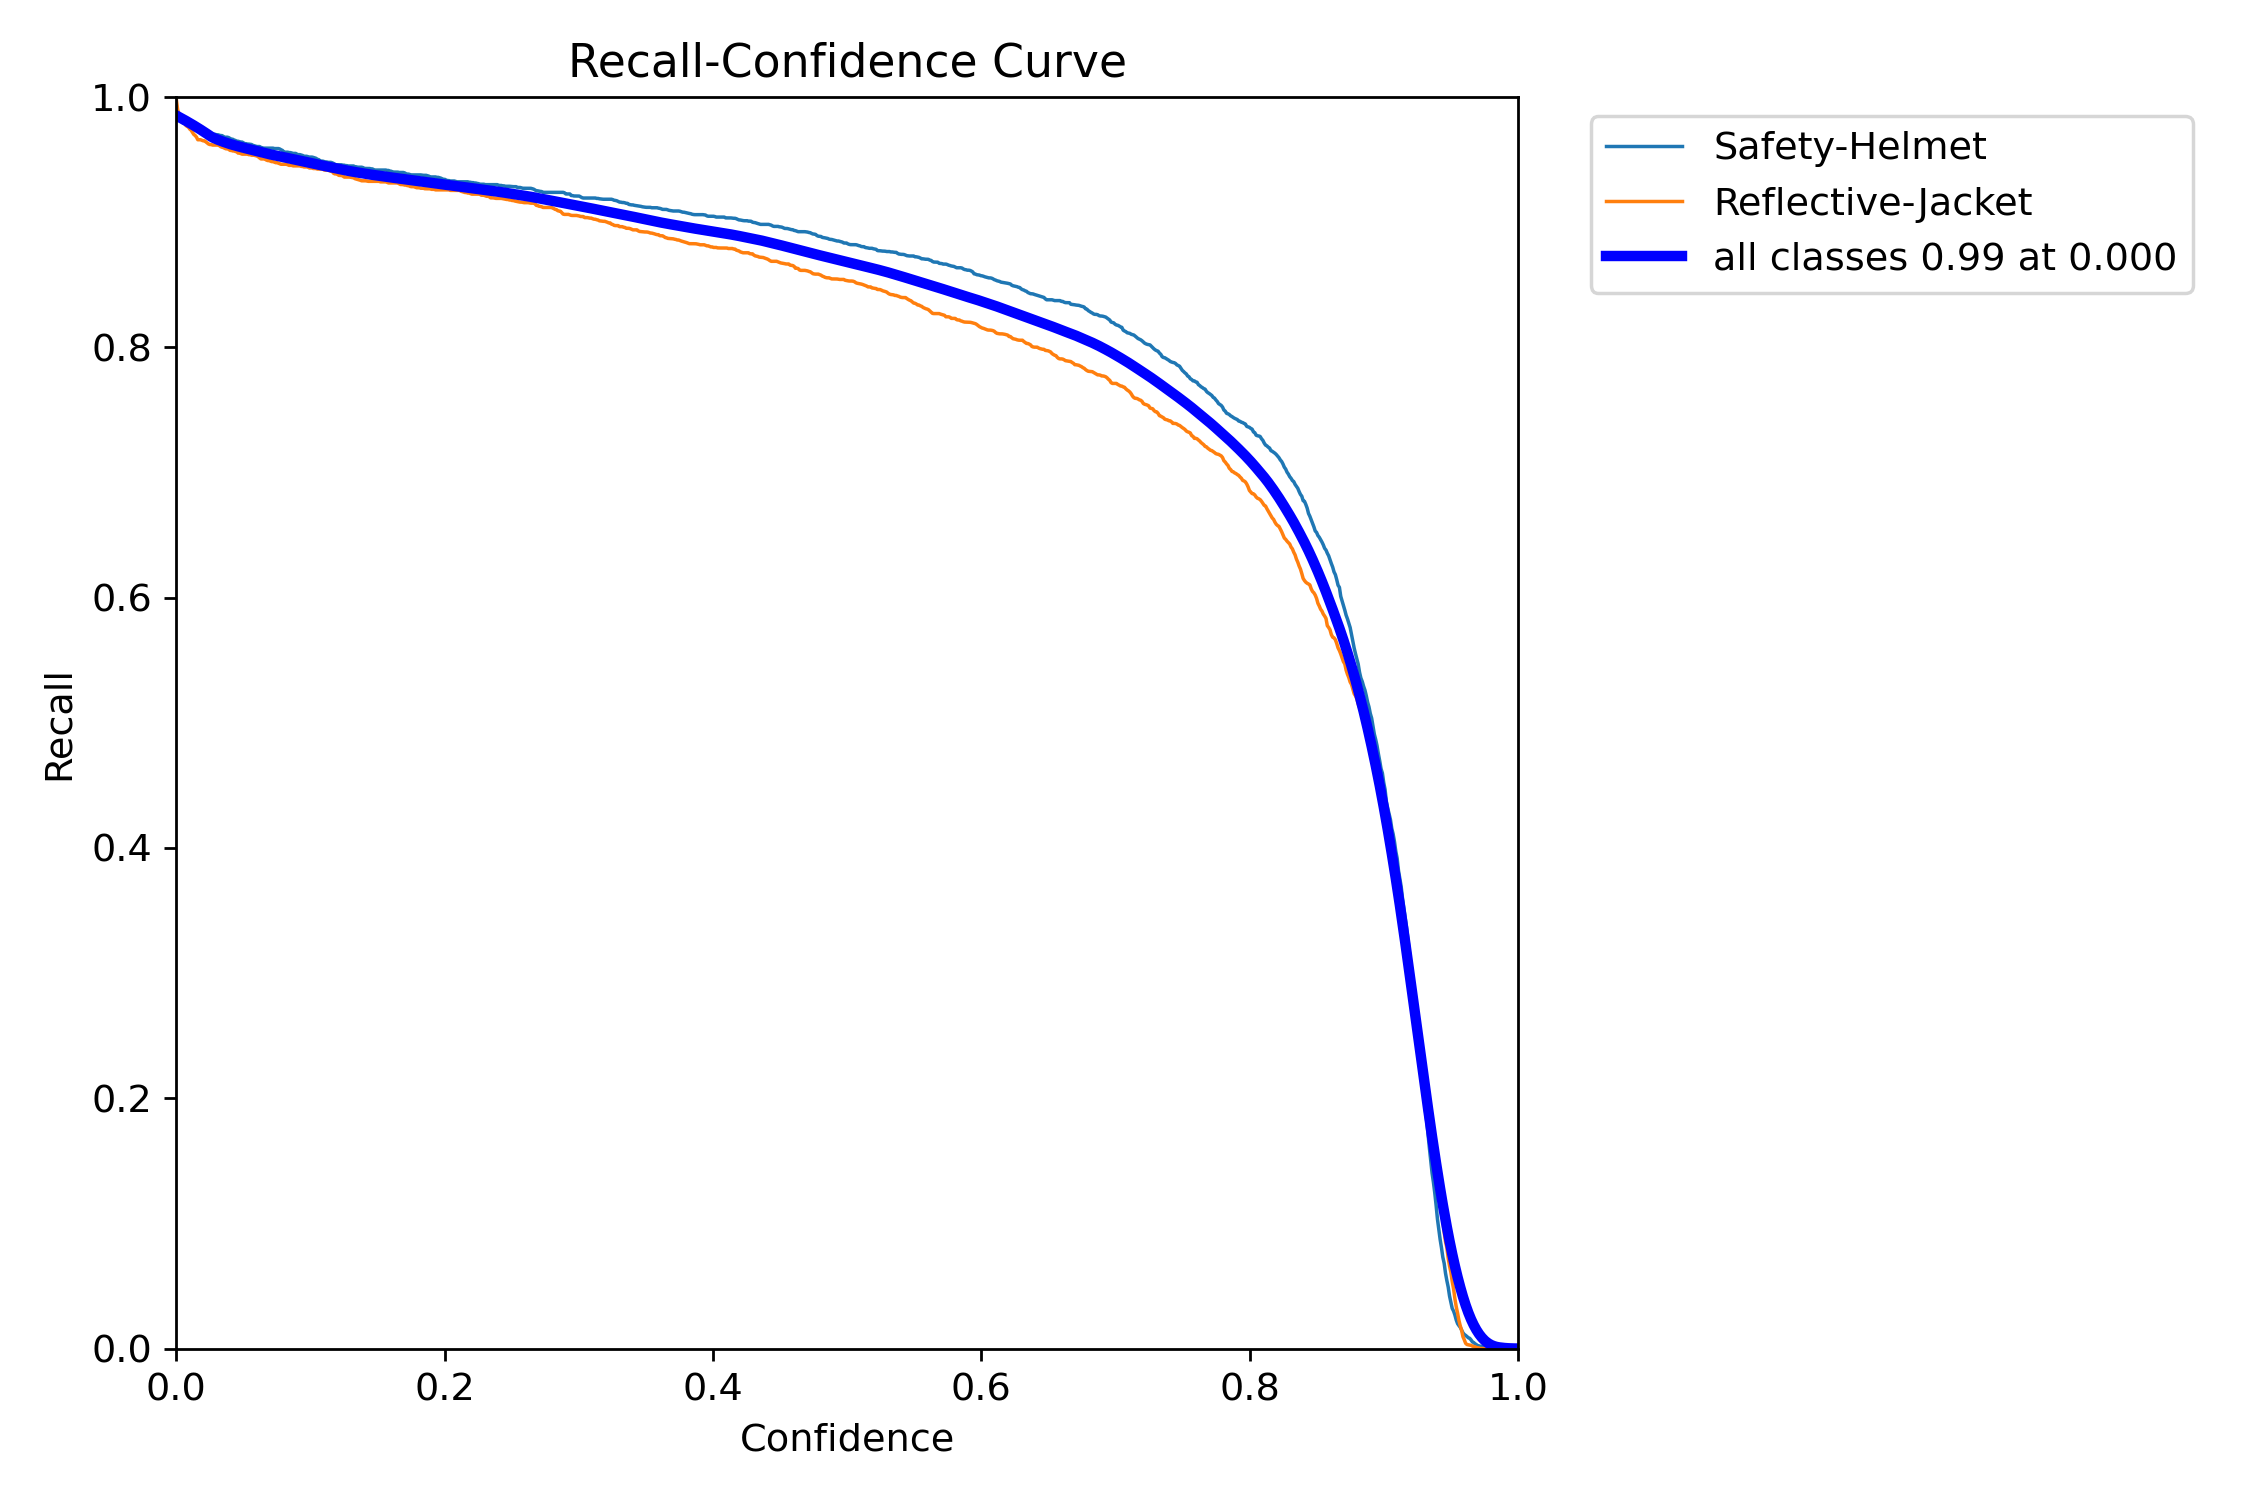 Recall-Confidence Curve
1.0
0.8
0.6
0.4
0.2
0.0
Recall
0.0 0.2 0.4 0.6 0.8 1.0
Confidence
Safety-Helmet
Reflective-Jacket
all classes 0.99 at 0.000